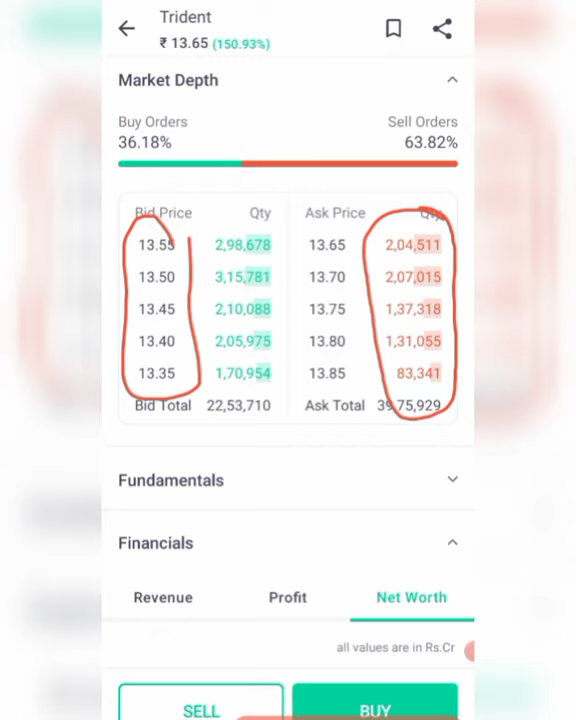 Trident
₹ 13.65 (150.93%)
Market Depth
Buy Orders Sell Orders
36.18% 63.82%
Bid Price Qty Ask Price Qty
13.55 2,98,678 13.65 2,04,511
13.50 3,15,781 13.70 2,07,015
13.45 2,10,088 13.75 1,37,318
13.40 2,05,975 13.80 1,31,055
13.35 1,70,954 13.85 83,341
Bid Total 22,53,710 Ask Total 39,75,929
Fundamentals
Financials
Revenue Profit Net Worth
all values are in Rs.Cr
SELL BUY